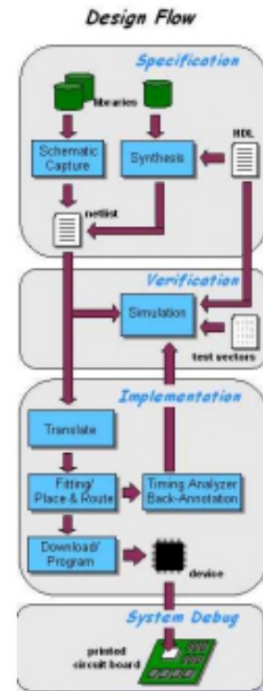 Design Flow
Specification
libraries
HDL
Schematic
Capture
Synthesis
netlist
Verification
Simulation
test vectors
Implementation
Translate
Fitting/
Place & Route
Timing Analyzer
Back-Annotation
Download/
Program
device
System Debug
printed
circuit board